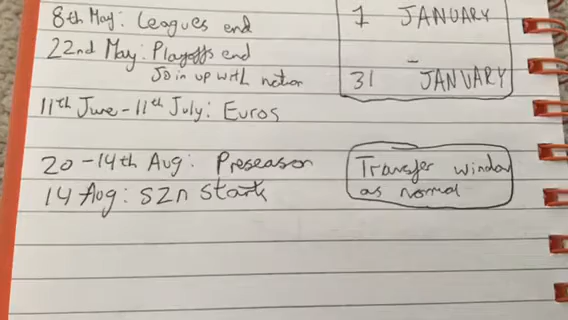 8th May: Leagues end
22nd May: Playoffs end
Join up with nation
11th June-11th July: Euros
20-14th Aug: Preseason
14 Aug: SZn Start
1 JANUARY
-
31 JANUARY
Transfer window
as normal